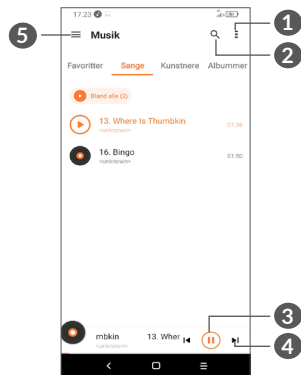 17.23
1
5
Musik
2
Favoritter Sange Kunstnere Albummer
Bland alle (2)
13. Where Is Thumbkin 01:36
<unknown>
16. Bingo 01:50
<unknown>
3
mbkin 13. Wher
<unknown>
4